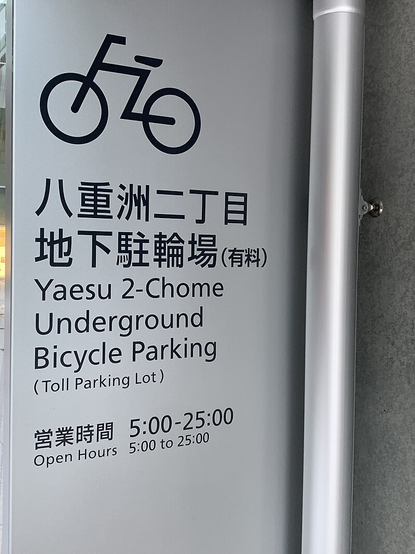 八重洲二丁目
地下駐輪場(有料)
Yaesu 2-Chome
Underground
Bicycle Parking
(Toll Parking Lot)
営業時間 5:00-25:00
Open Hours 5:00 to 25:00